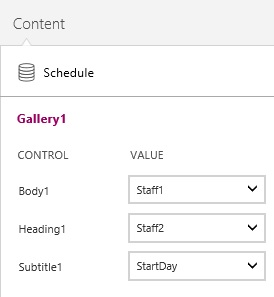 Content
Schedule
Gallery1
CONTROL VALUE
Body1 Staff1
Heading1 Staff2
Subtitle1 StartDay